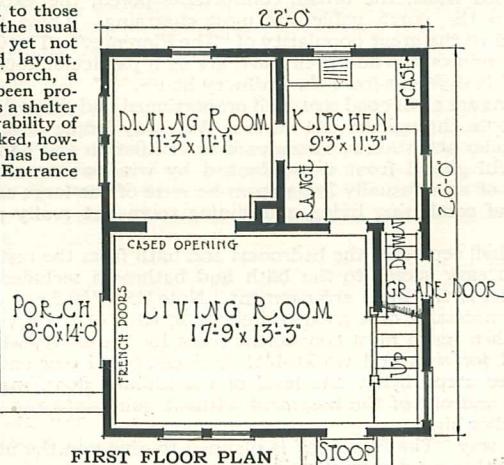 to those
the usual
yet not
d layout.
porch, a
been pro-
s a shelter
rability of
ked, how-
has been
Entrance
22'-0"
DINING ROOM
11'-3" x 11'-1"
KITCHEN
9'3" x 11'3"
CASE
RANGE
26'-0"
CASED OPENING
DOWN
GRADE DOOR
PORCH
8'-0" x 14'-0"
FRENCH DOORS
LIVING ROOM
17'-9" x 13'-3"
UP
STOOP
FIRST FLOOR PLAN